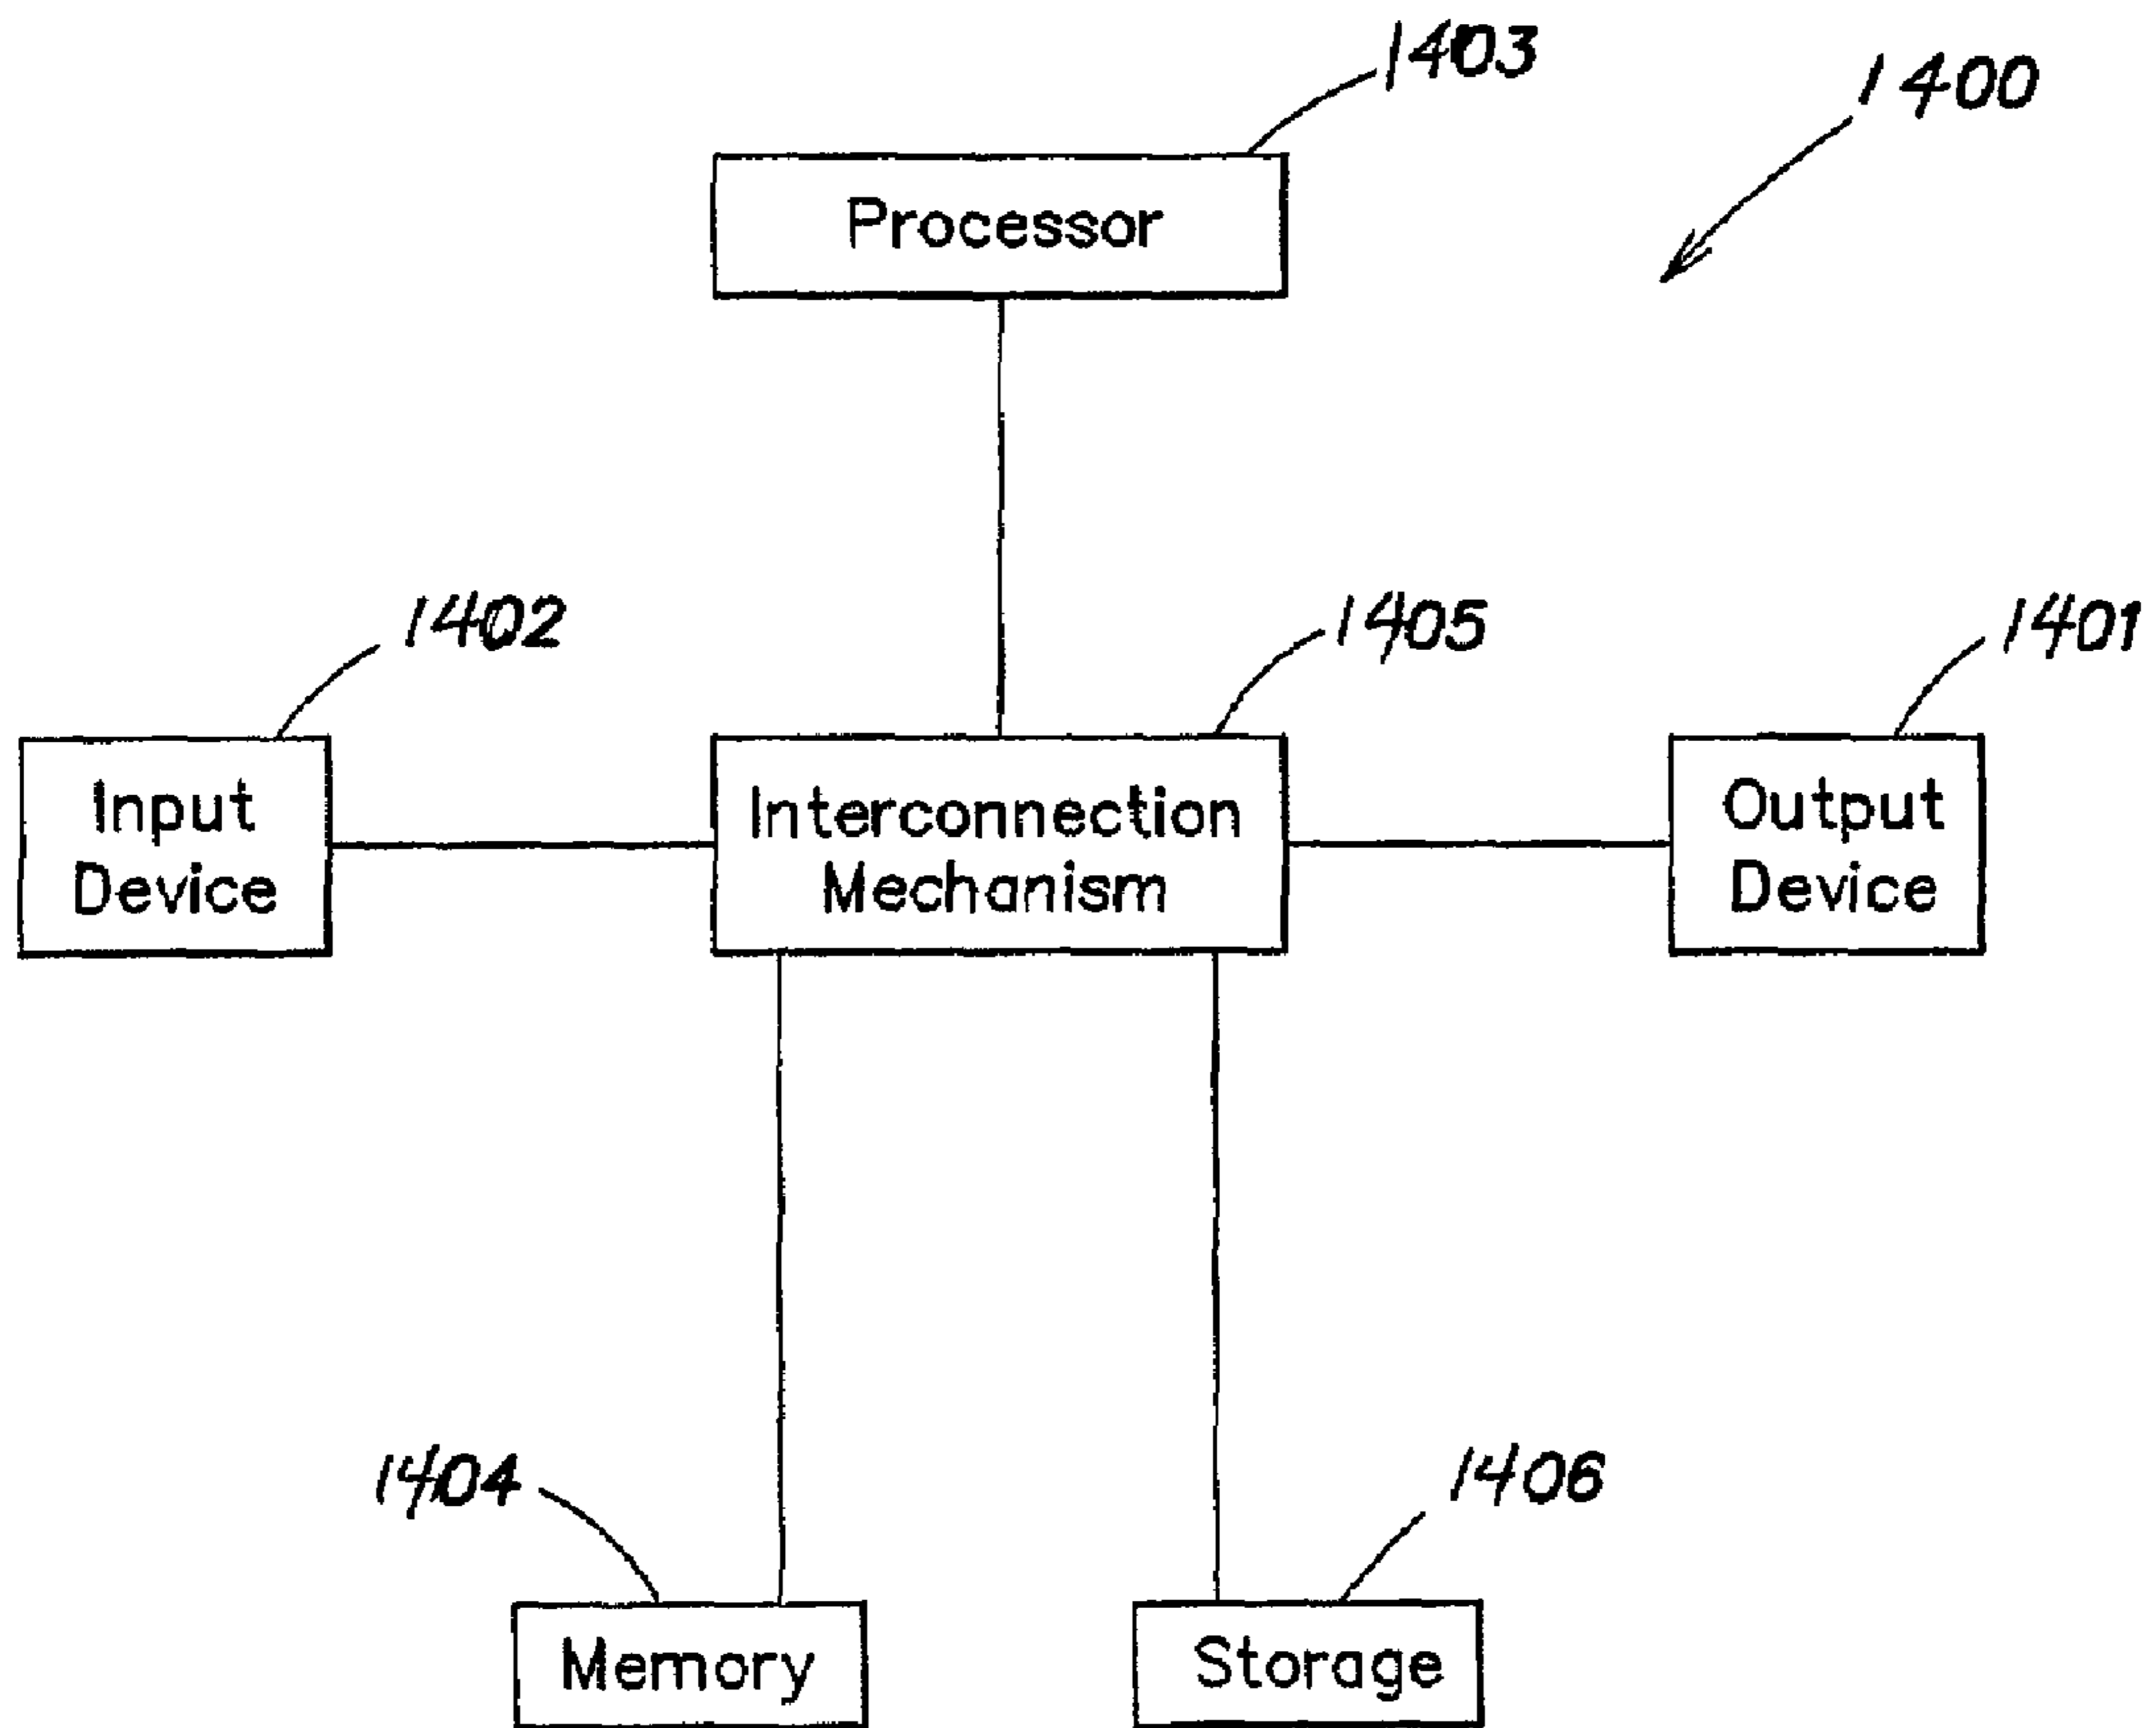 1403
1400
Processor
1402
1405
1401
Input
Device
Interconnection
Mechanism
Output
Device
1404
1406
Memory
Storage